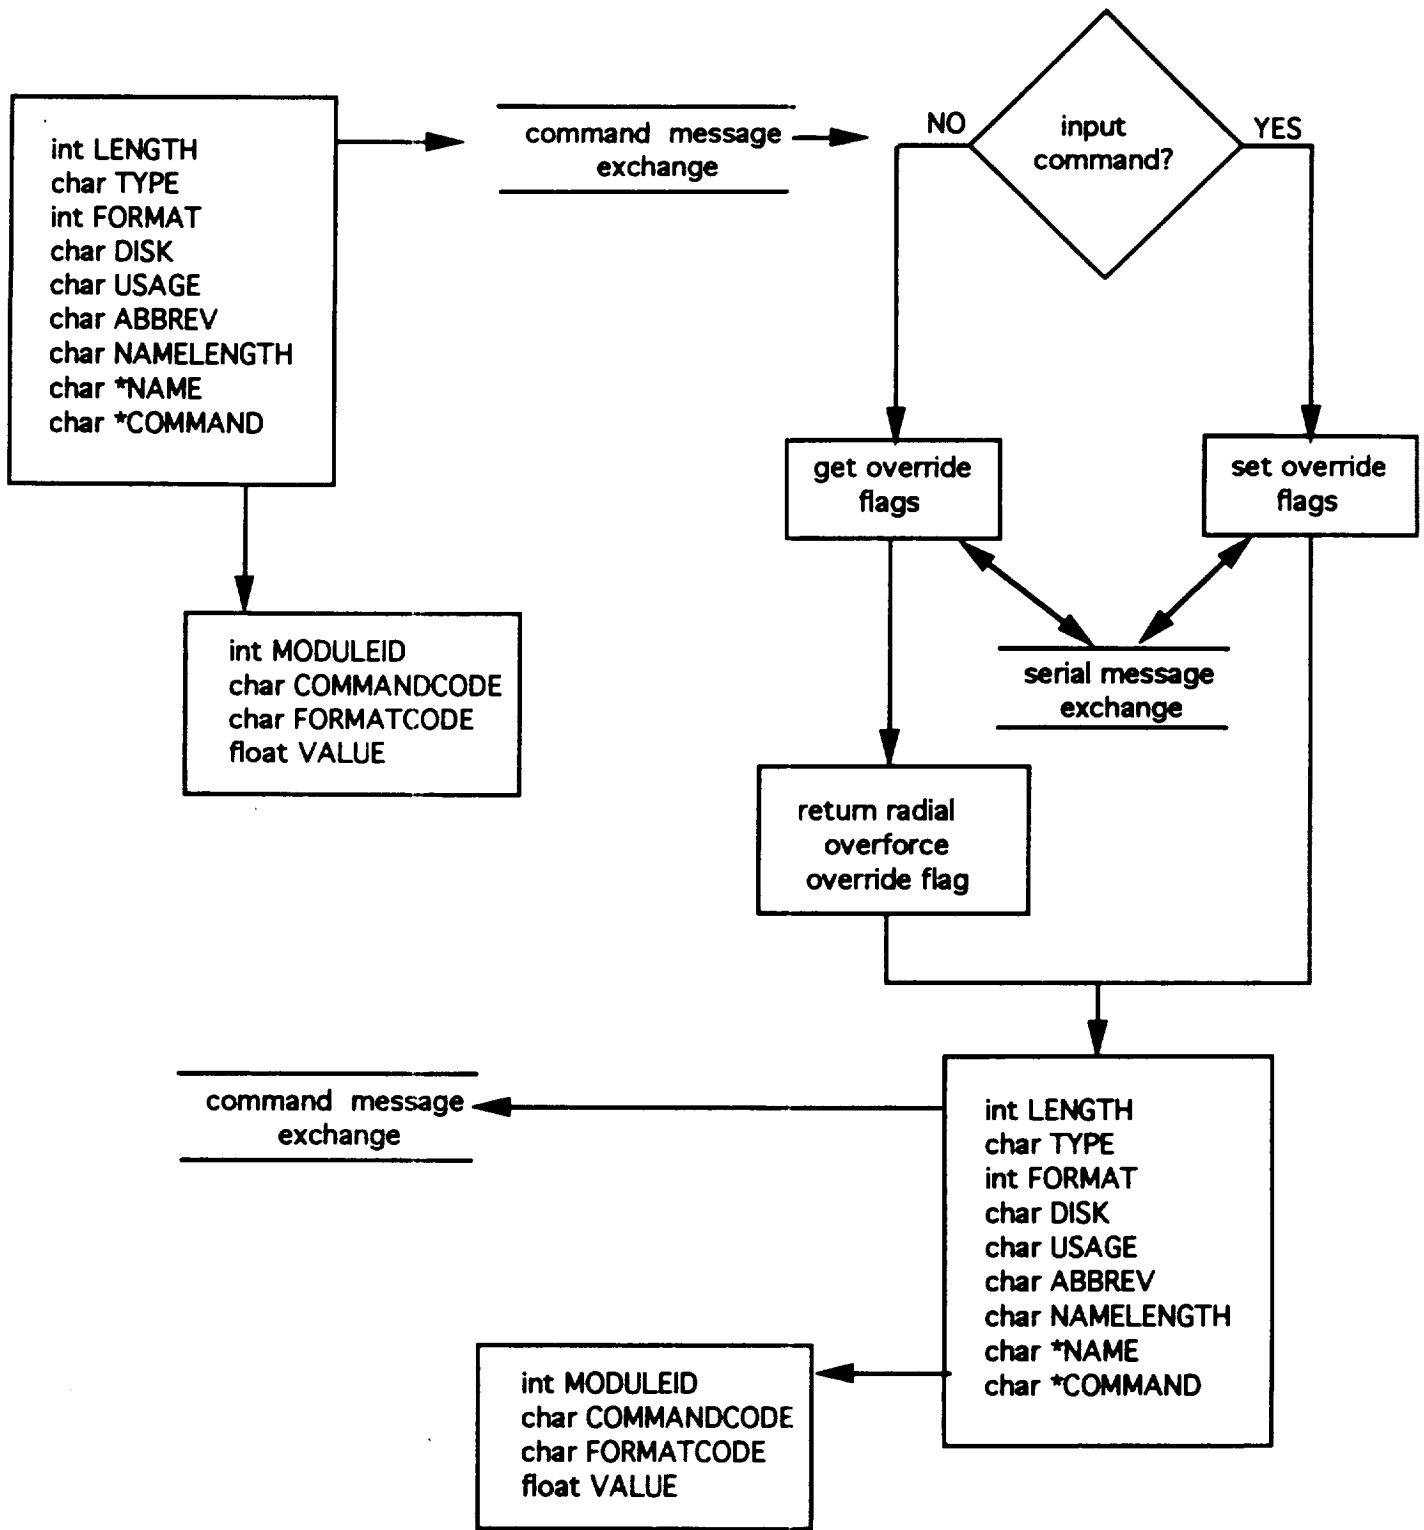 int LENGTH
char TYPE
int FORMAT
char DISK
char USAGE
char ABBREV
char NAMELENGTH
char *NAME
char *COMMAND
command message
exchange
NO
input
command?
YES
get override
flags
set override
flags
int MODULEID
char COMMANDCODE
char FORMATCODE
float VALUE
serial message
exchange
return radial
overforce
override flag
command message
exchange
int LENGTH
char TYPE
int FORMAT
char DISK
char USAGE
char ABBREV
char NAMELENGTH
char *NAME
char *COMMAND
int MODULEID
char COMMANDCODE
char FORMATCODE
float VALUE